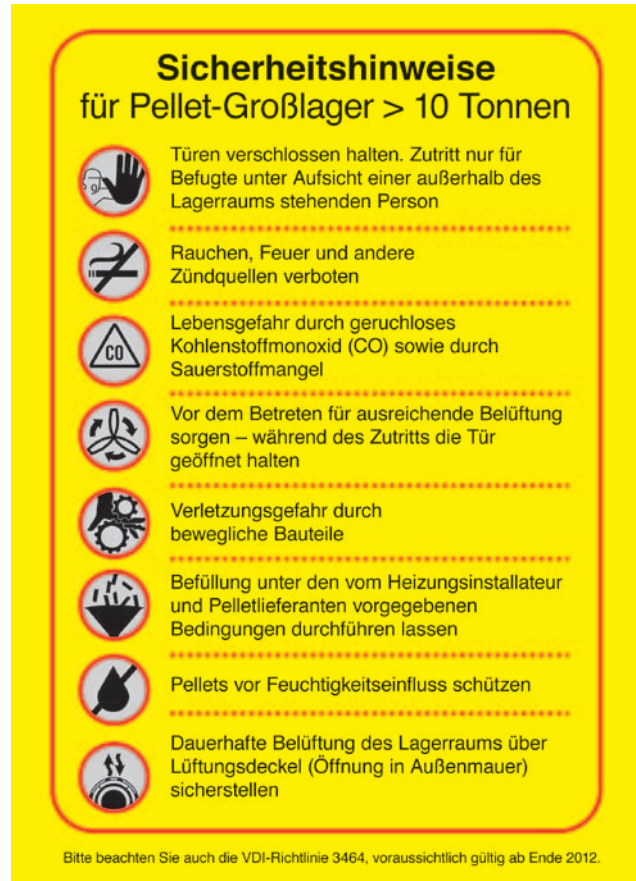 Sicherheitshinweise
für Pellet-Großlager > 10 Tonnen
Türen verschlossen halten. Zutritt nur für
Befugte unter Aufsicht einer außerhalb des
Lagerraums stehenden Person
Rauchen, Feuer und andere
Zündquellen verboten
CO
Lebensgefahr durch geruchloses
Kohlenstoffmonoxid (CO) sowie durch
Sauerstoffmangel
Vor dem Betreten für ausreichende Belüftung
sorgen – während des Zutritts die Tür
geöffnet halten
Verletzungsgefahr durch
bewegliche Bauteile
Befüllung unter den vom Heizungsinstallateur
und Pelletlieferanten vorgegebenen
Bedingungen durchführen lassen
Pellets vor Feuchtigkeitseinfluss schützen
Dauerhafte Belüftung des Lagerraums über
Lüftungsdeckel (Öffnung in Außenmauer)
sicherstellen
Bitte beachten Sie auch die VDI-Richtlinie 3464, voraussichtlich gültig ab Ende 2012.